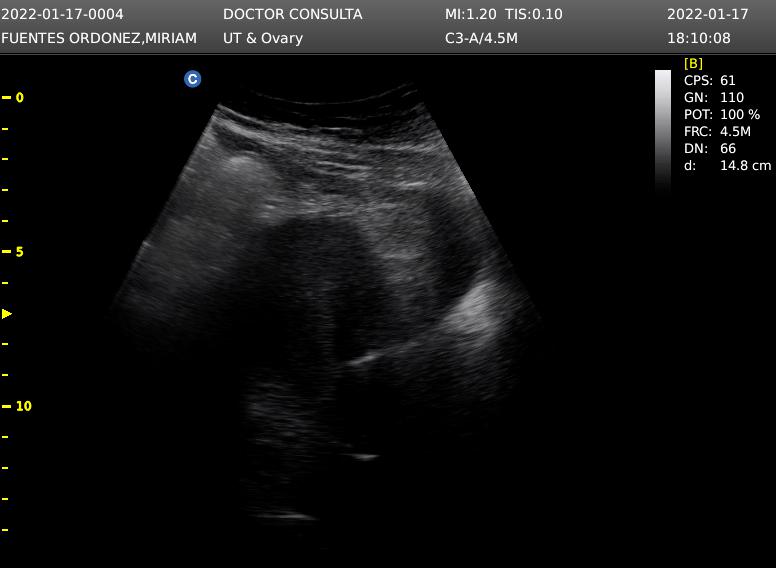 2022-01-17-0004 DOCTOR CONSULTA MI:1.20 TIS:0.10 2022-01-17
FUENTES ORDONEZ,MIRIAM UT & Ovary C3-A/4.5M 18:10:08
C
[B]
CPS: 61
GN: 110
POT: 100 %
FRC: 4.5M
DN: 66
d: 14.8 cm
0
5
10